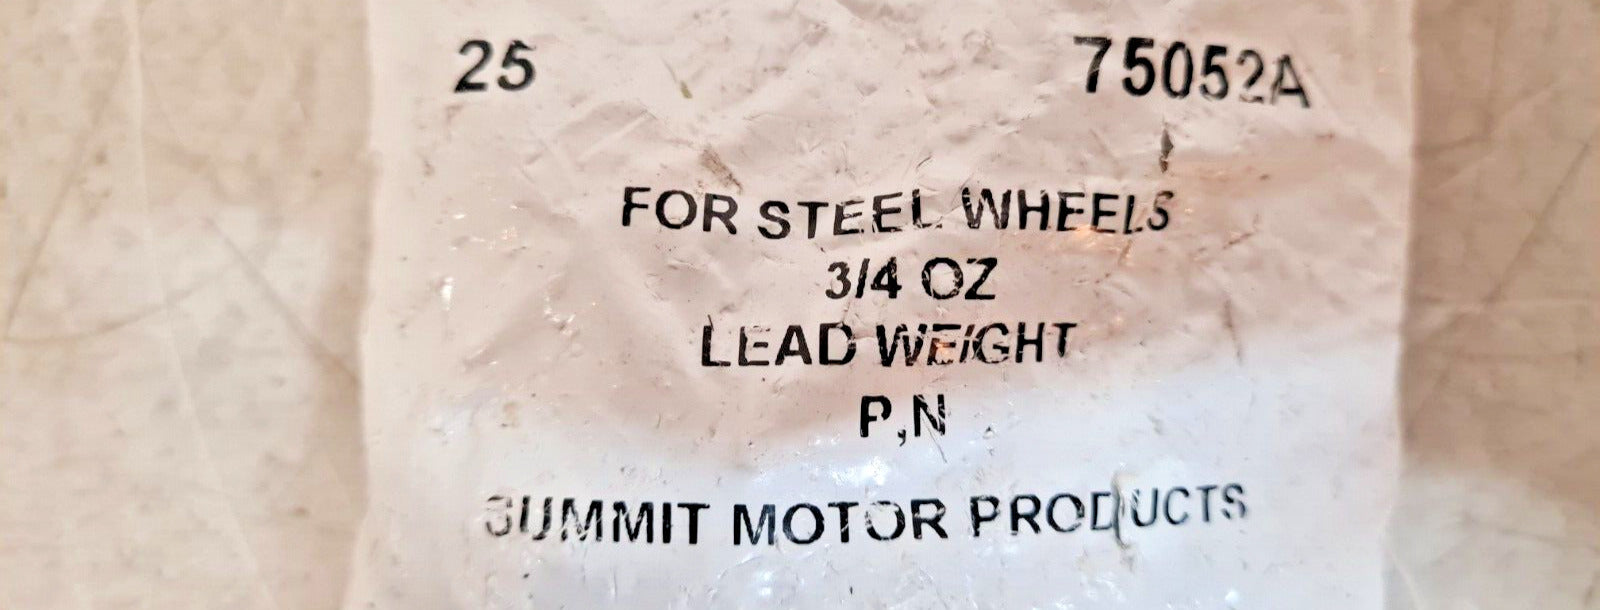 25 75052A
FOR STEEL WHEELS
3/4 OZ
LEAD WEIGHT
P,N
SUMMIT MOTOR PRODUCTS